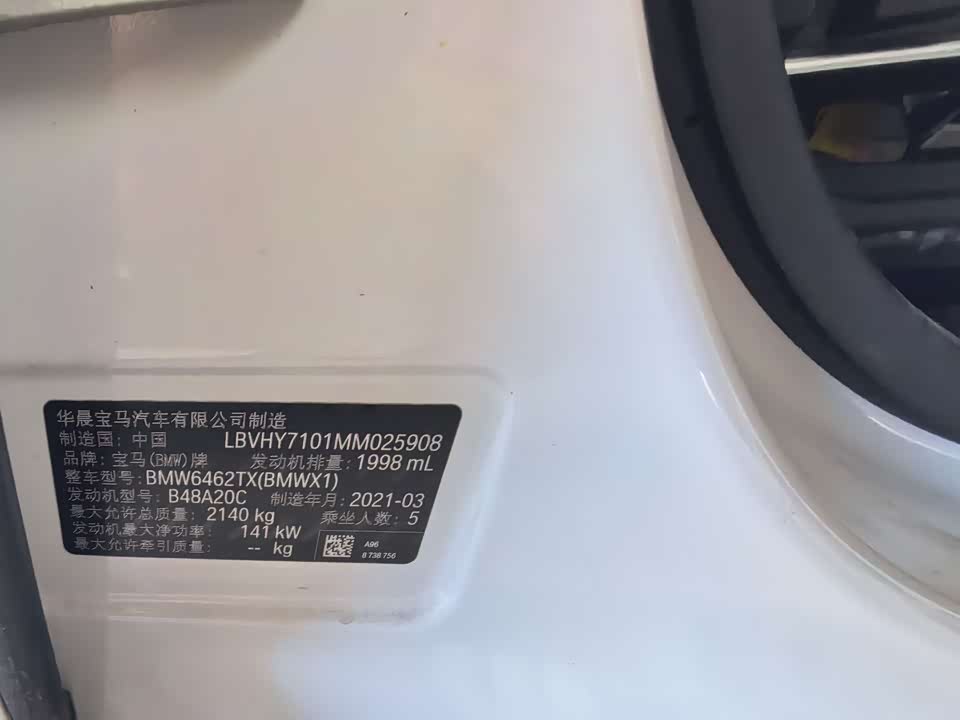 华晨宝马汽车有限公司制造
制造国：中国 LBVHY7101MM025908
品牌：宝马(BMW)牌 发动机排量：1998 mL
整车型号：BMW6462TX(BMWX1)
发动机型号：B48A20C 制造年月：2021-03
最大允许总质量：2140 kg 乘坐人数：5
发动机最大净功率：141 kW
最大允许牵引质量：-- kg
A96
8 738 756